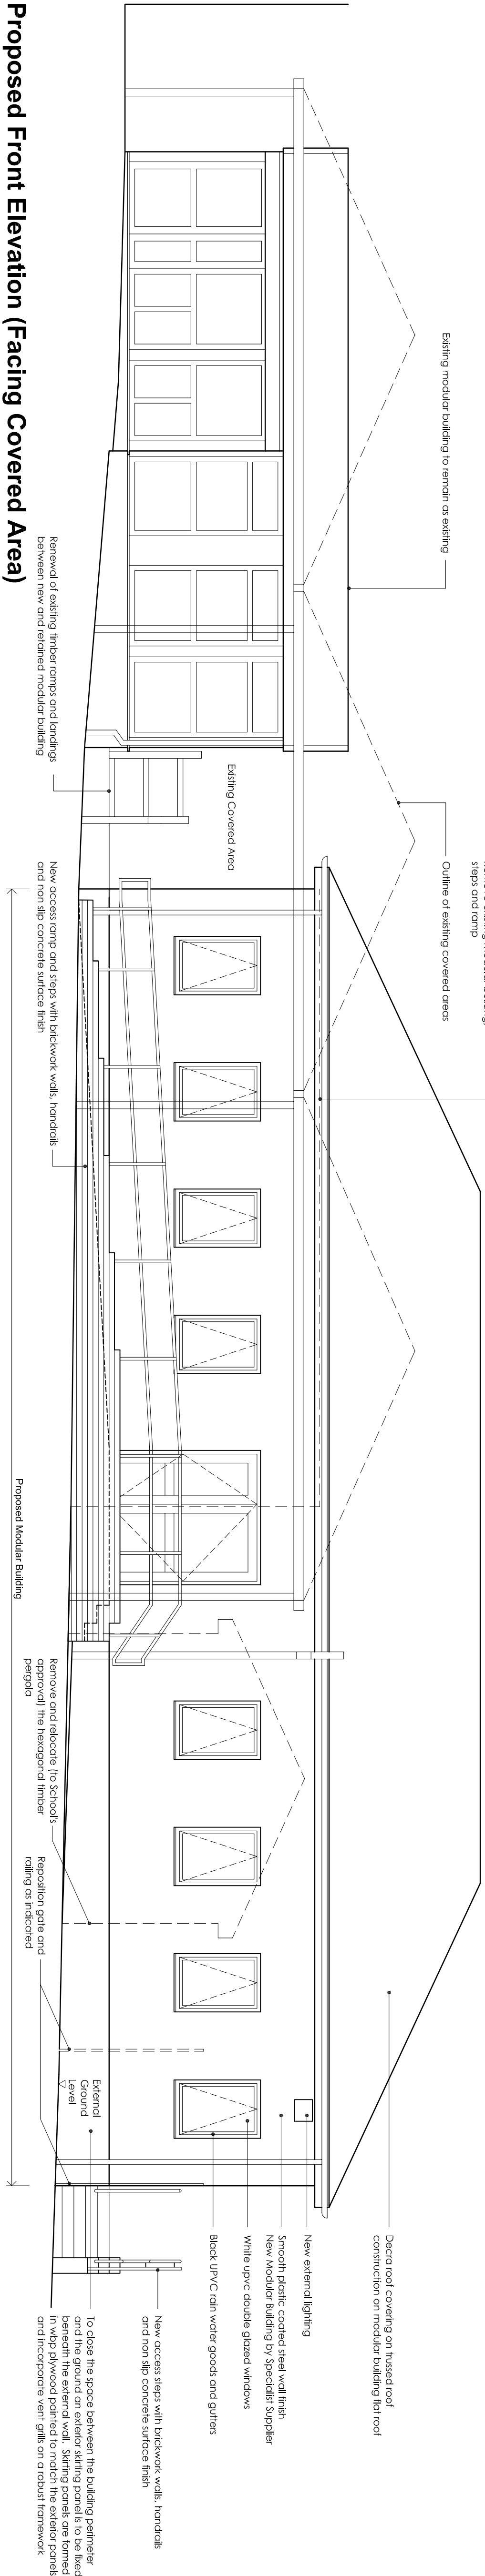 steps and ramp
Existing modular building to remain as existing
Outline of existing covered areas
Decra roof covering on trussed roof
construction on modular building flat roof
New external lighting
Smooth plastic coated steel wall finish
New Modular Building by Specialist Supplier
White upvc double glazed windows
Black UPVC rain water goods and gutters
New access steps with brickwork walls, handrails
and non slip concrete surface finish
To close the space between the building perimeter
and the ground an exterior skirting panel is to be fixed
beneath the external wall. Skirting panels are formed
in wbp plywood painted to match the exterior panels
and incorporate vent grills on a robust framework
Existing Covered Area
External
Ground
Level
Renewal of existing timber ramps and landings
between new and retained modular building
New access ramp and steps with brickwork walls, handrails
and non slip concrete surface finish
Remove and relocate (to School's
approval) the hexagonal timber
pergola
Reposition gate and
railing as indicated
Proposed Modular Building
Proposed Front Elevation (Facing Covered Area)